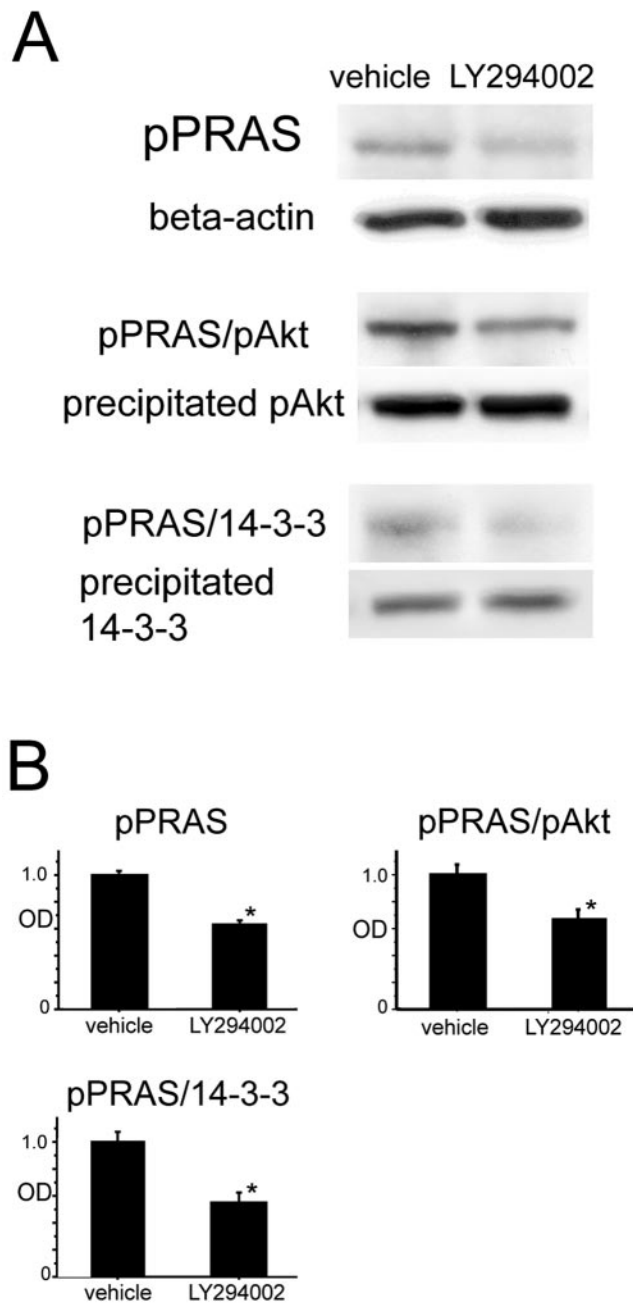 A
vehicle LY294002
pPRAS
beta-actin
pPRAS/pAkt
precipitated pAkt
pPRAS/14-3-3
precipitated
14-3-3
B
pPRAS
1.0
OD
*
0
vehicle LY294002
pPRAS/pAkt
1.0
OD
*
0
vehicle LY294002
pPRAS/14-3-3
1.0
OD
*
0
vehicle LY294002